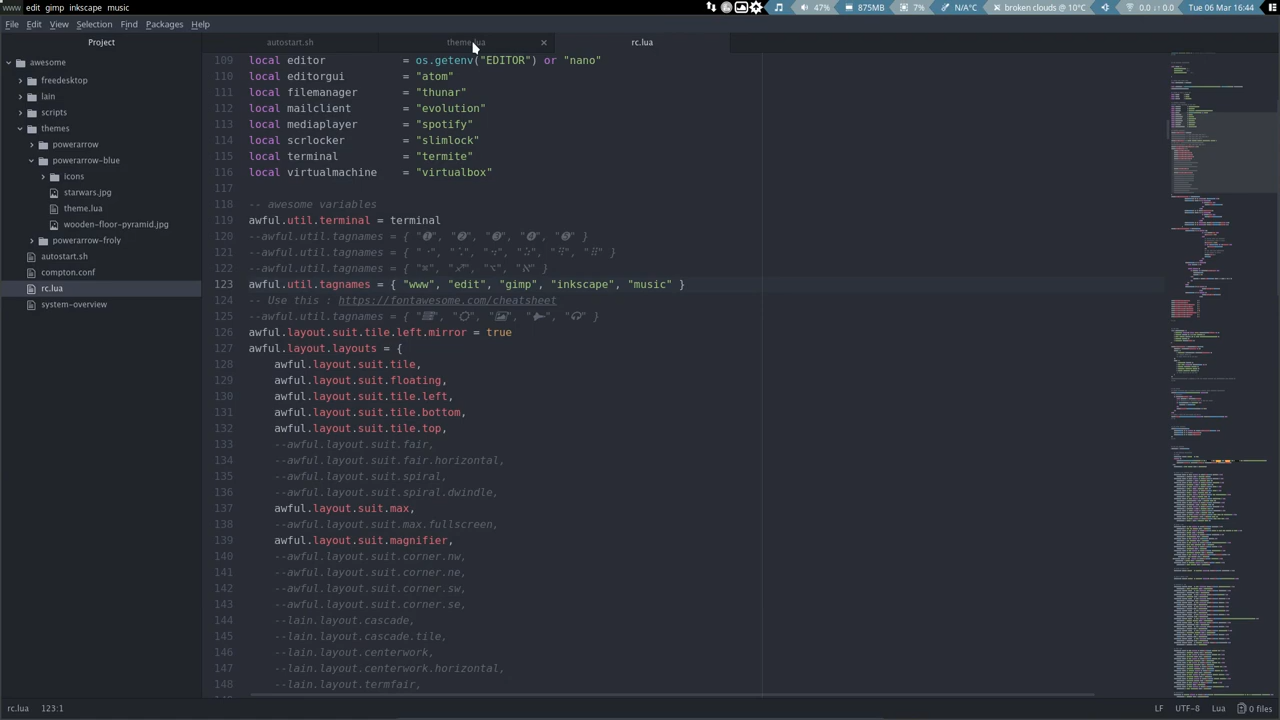 www edit gimp inkscape music
47% 875MB 7% N/A°C broken clouds @ 10°C 0.0 0.0 Tue 06 Mar 16:44
File Edit View Selection Find Packages Help
Project
autostart.sh
theme.lua
rc.lua
awesome
freedesktop
lain
scripts
themes
powerarrow
powerarrow-blue
icons
starwars.jpg
theme.lua
wooden-floor-pyramid.jpg
powerarrow-froly
autostart.sh
compton.conf
rc.lua
system-overview
109 local editor = os.getenv("EDITOR") or "nano"
110 local editorgui = "atom"
111 local filemanager = "thunar"
112 local mailclient = "evolution"
113 local mediaplayer = "spotify"
114 local scrlocker = "slimlock"
115 local terminal = "termite"
116 local virtualmachine = "virtualbox"
117
118 -- awesome variables
119 awful.util.terminal = terminal
120 --awful.util.tagnames = { "➊", "➋", "➌", "➍", "➎" }
121 --awful.util.tagnames = {
122 --awful.util.tagnames = {
123 awful.util.tagnames = { "www", "edit", "gimp", "inkscape", "music" }
124 -- Use this : https://fontawesome.com/cheatsheet
125 --awful.util.tagnames = {
126 awful.layout.suit.tile.left.mirror = true
127 awful.layout.layouts = {
128 awful.layout.suit.tile,
129 awful.layout.suit.floating,
130 awful.layout.suit.tile.left,
131 awful.layout.suit.tile.bottom,
132 awful.layout.suit.tile.top,
133 --awful.layout.suit.fair,
134 --awful.layout.suit.fair.horizontal,
135 --awful.layout.suit.spiral,
136 --awful.layout.suit.spiral.dwindle,
137 awful.layout.suit.max,
138 --awful.layout.suit.max.fullscreen,
139 awful.layout.suit.magnifier,
140 --awful.layout.suit.corner.nw,
141 --awful.layout.suit.corner.ne,
142 --awful.layout.suit.corner.sw,
143 --awful.layout.suit.corner.se,
144 --lain.layout.cascade,
145 --lain.layout.cascade.tile,
146 --lain.layout.centerwork,
147 --lain.layout.centerwork.horizontal,
148 --lain.layout.termfair,
rc.lua 123:1
LF UTF-8 Lua 0 files